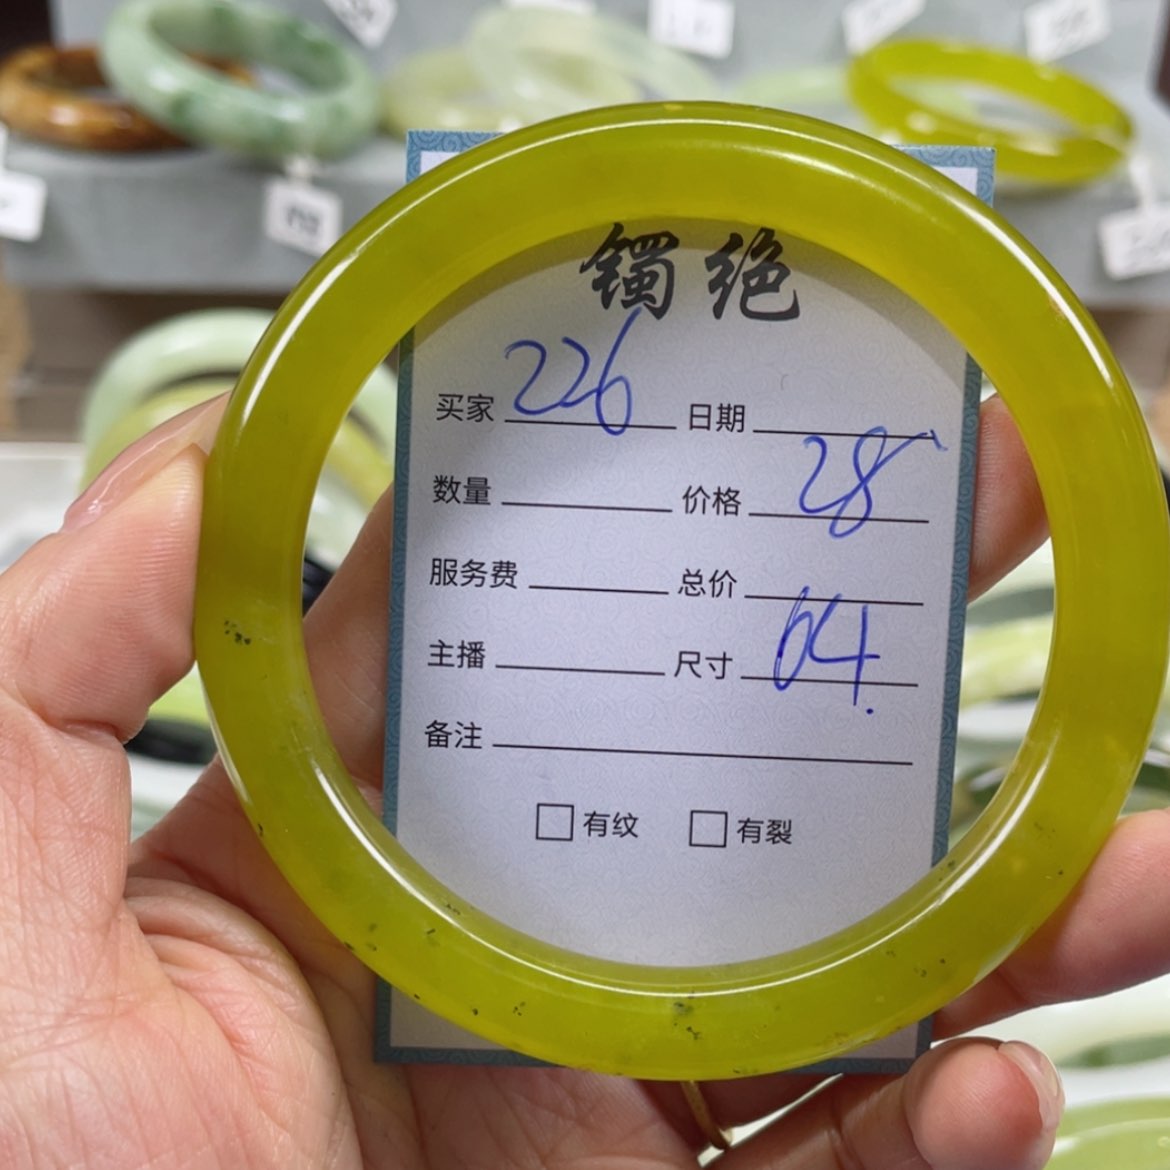 镯绝
买家 226 日期
数量 价格 28
服务费 总价
主播 尺寸 64.
备注
□ 有纹 □ 有裂